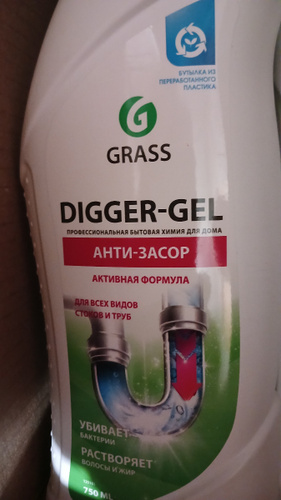 БУТЫЛКА ИЗ
ПЕРЕРАБОТАННОГО
ПЛАСТИКА
GRASS
DIGGER-GEL
ПРОФЕССИОНАЛЬНАЯ БЫТОВАЯ ХИМИЯ ДЛЯ ДОМА
АНТИ-ЗАСОР
АКТИВНАЯ ФОРМУЛА
ДЛЯ ВСЕХ ВИДОВ
СТОКОВ И ТРУБ
УБИВАЕТ
БАКТЕРИИ
РАСТВОРЯЕТ
ВОЛОСЫ И ЖИР
750 ML